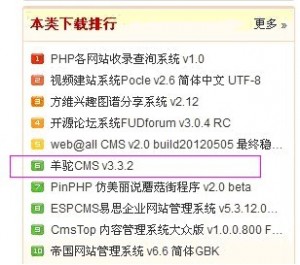 本类下载排行 更多 »
1 PHP各网站收录查询系统 v1.0
2 视频建站系统Pocle v2.6 简体中文 UTF-8
3 方维兴趣图谱分享系统 v2.12
4 开源论坛系统FUDforum v3.0.4 RC
5 web@all CMS v2.0 build20120505 最终稳...
6 羊驼CMS v3.3.2
7 PinPHP 仿美丽说蘑菇街程序 v2.0 beta
8 ESPCMS易思企业网站管理系统 v5.3.12.0...
9 CmsTop 内容管理系统大众版 v1.0.0.800 F...
10 帝国网站管理系统 v6.6 简体GBK